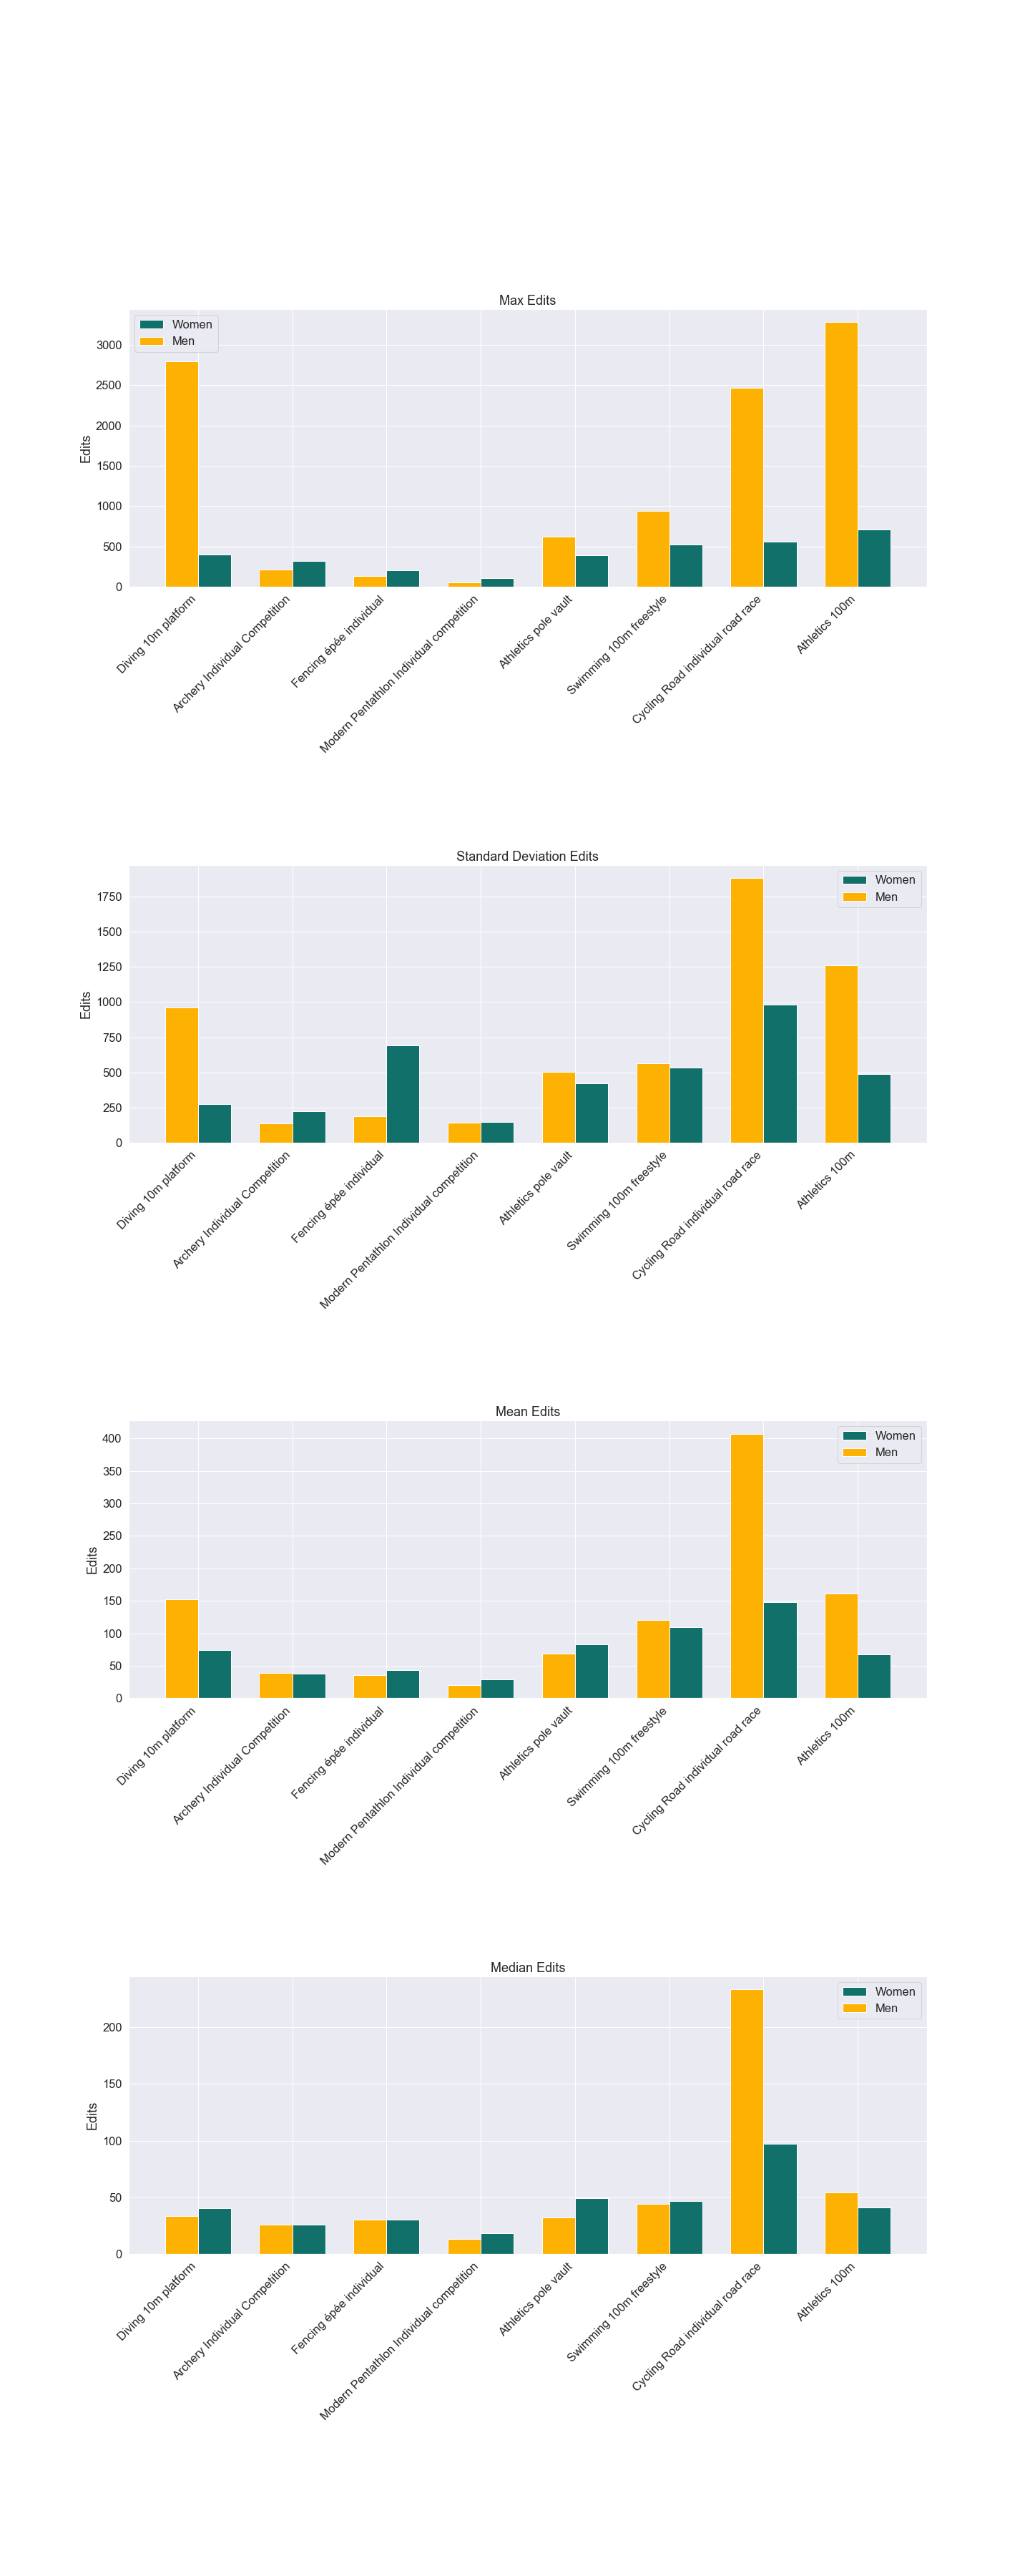 Max Edits
Women
Men
3000
2500
2000
1500
1000
500
0
Edits
Diving 10m platform
Archery Individual Competition
Fencing épée individual
Modern Pentathlon Individual competition
Athletics pole vault
Swimming 100m freestyle
Cycling Road individual road race
Athletics 100m
Standard Deviation Edits
Women
Men
1750
1500
1250
1000
750
500
250
0
Edits
Diving 10m platform
Archery Individual Competition
Fencing épée individual
Modern Pentathlon Individual competition
Athletics pole vault
Swimming 100m freestyle
Cycling Road individual road race
Athletics 100m
Mean Edits
Women
Men
400
350
300
250
200
150
100
50
0
Edits
Diving 10m platform
Archery Individual Competition
Fencing épée individual
Modern Pentathlon Individual competition
Athletics pole vault
Swimming 100m freestyle
Cycling Road individual road race
Athletics 100m
Median Edits
Women
Men
200
150
100
50
0
Edits
Diving 10m platform
Archery Individual Competition
Fencing épée individual
Modern Pentathlon Individual competition
Athletics pole vault
Swimming 100m freestyle
Cycling Road individual road race
Athletics 100m